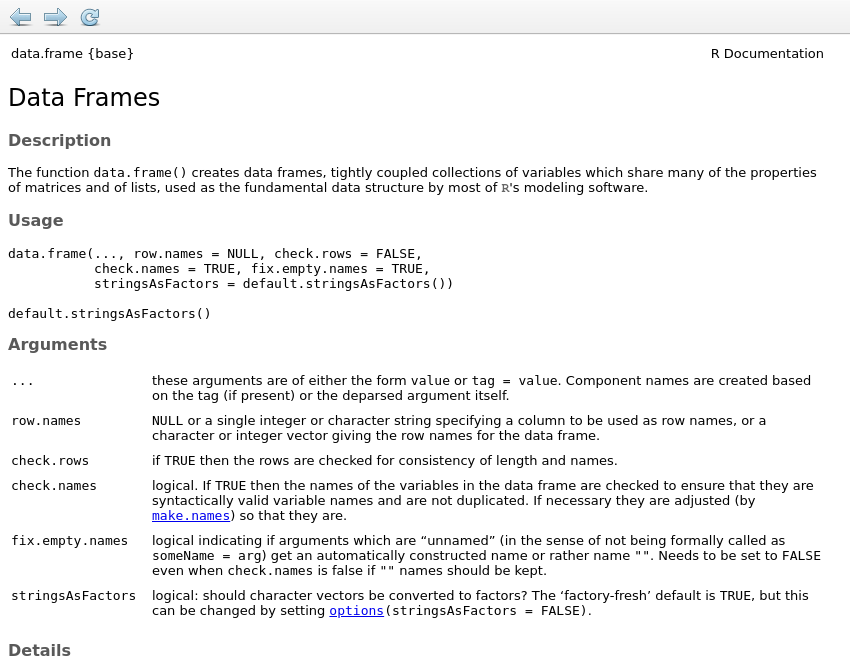 data.frame {base} R Documentation
Data Frames
Description
The function data.frame() creates data frames, tightly coupled collections of variables which share many of the properties
of matrices and of lists, used as the fundamental data structure by most of ℝ's modeling software.
Usage
data.frame(..., row.names = NULL, check.rows = FALSE,
           check.names = TRUE, fix.empty.names = TRUE,
           stringsAsFactors = default.stringsAsFactors())
default.stringsAsFactors()
Arguments
... these arguments are of either the form value or tag = value. Component names are created based
on the tag (if present) or the deparsed argument itself.
row.names NULL or a single integer or character string specifying a column to be used as row names, or a
character or integer vector giving the row names for the data frame.
check.rows if TRUE then the rows are checked for consistency of length and names.
check.names logical. If TRUE then the names of the variables in the data frame are checked to ensure that they are
syntactically valid variable names and are not duplicated. If necessary they are adjusted (by
make.names) so that they are.
fix.empty.names logical indicating if arguments which are “unnamed” (in the sense of not being formally called as
someName = arg) get an automatically constructed name or rather name "". Needs to be set to FALSE
even when check.names is false if "" names should be kept.
stringsAsFactors logical: should character vectors be converted to factors? The ‘factory-fresh’ default is TRUE, but this
can be changed by setting options(stringsAsFactors = FALSE).
Details